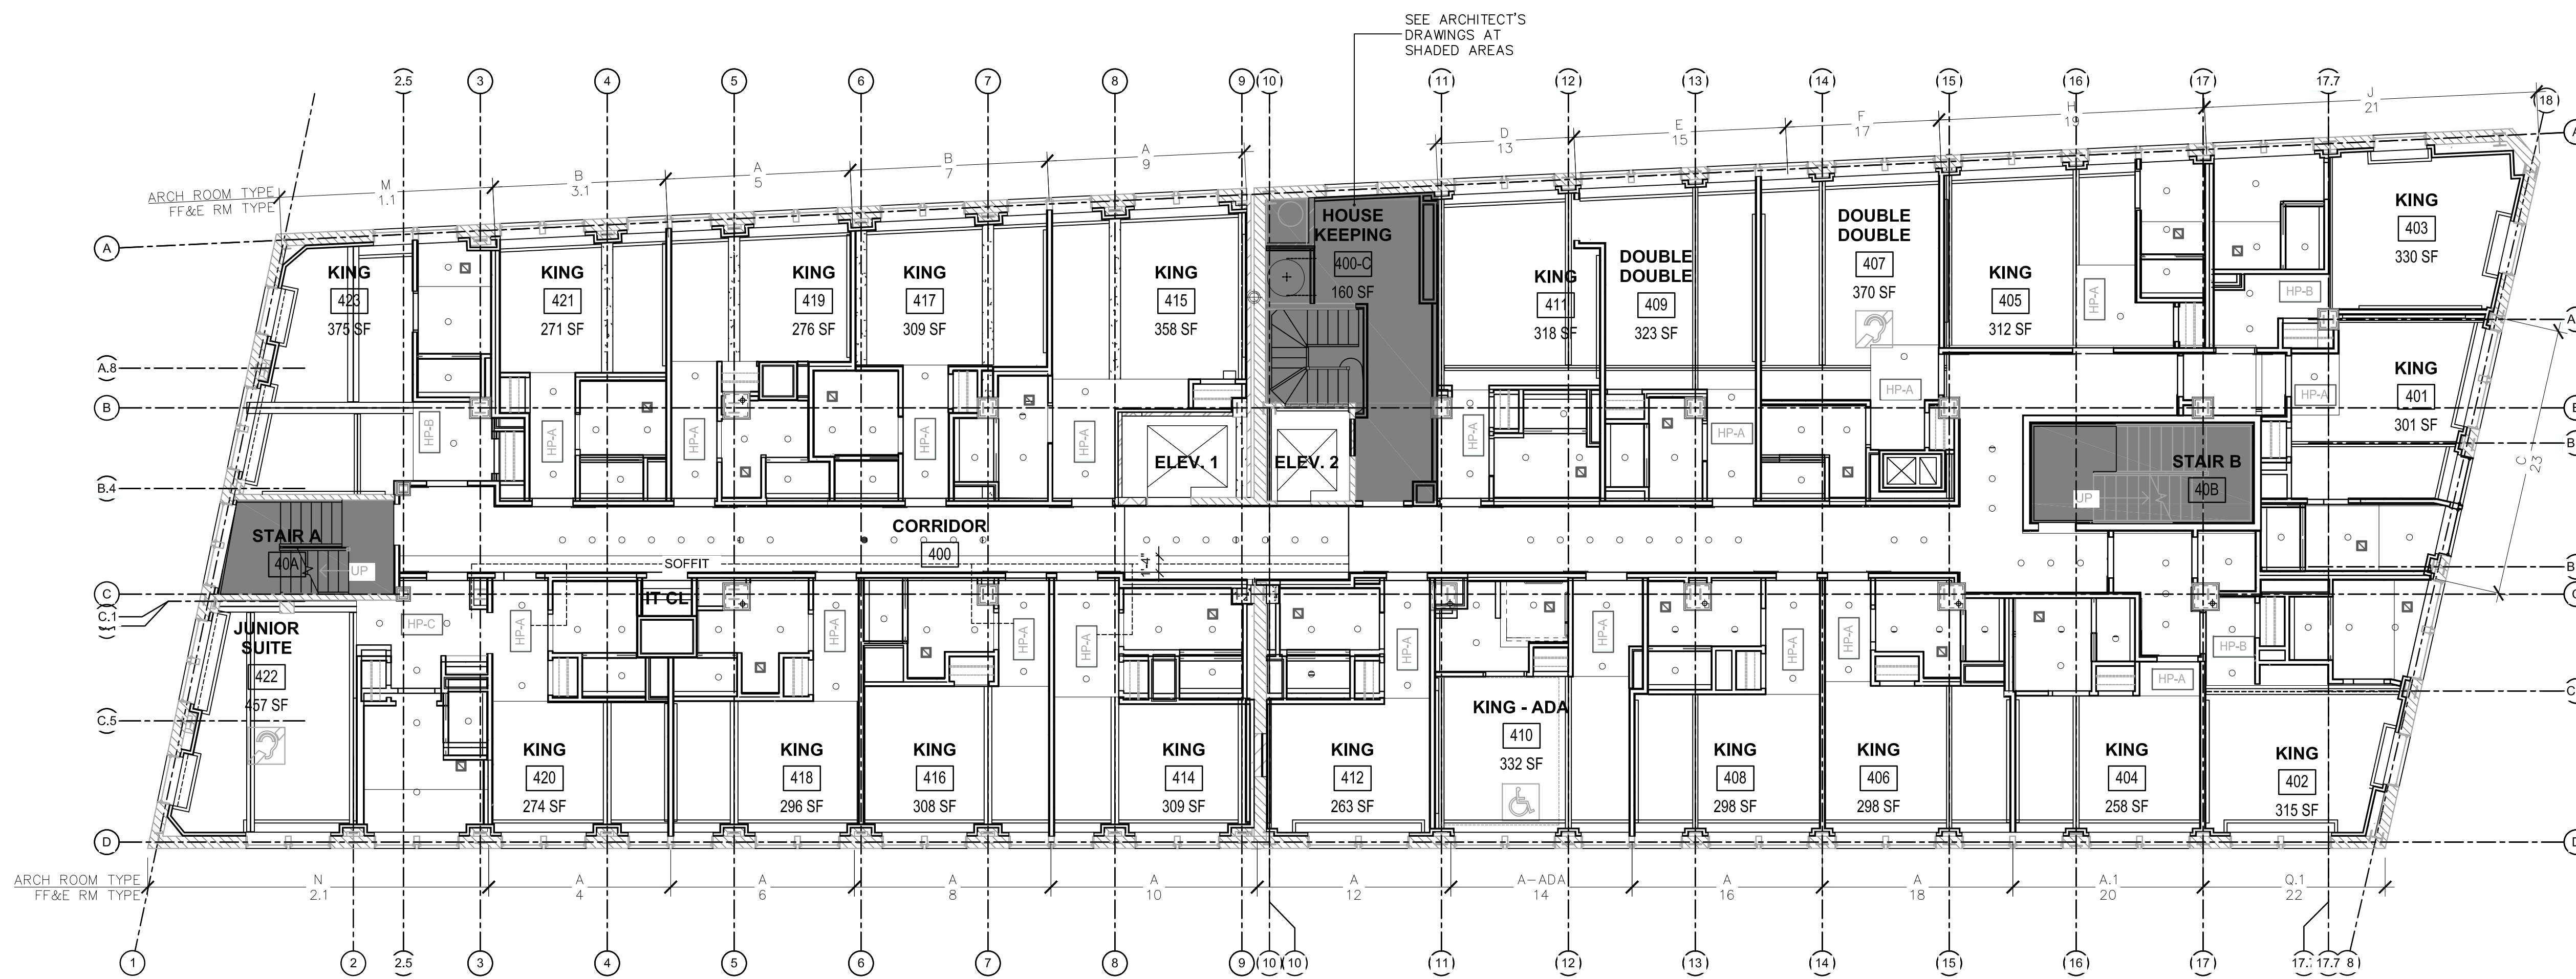 SEE ARCHITECT'S
DRAWINGS AT
SHADED AREAS
2.5 3 4 5 6 7 8 9 10 11 12 13 14 15 16 17 17.7 18
ARCH ROOM TYPE M B A B A D E F H J
FF&E RM TYPE 1.1 3.1 5 7 9 13 15 17 19 21
A
KING
423
375 SF
KING
421
271 SF
KING
419
276 SF
KING
417
309 SF
KING
415
358 SF
HOUSE
KEEPING
400-C
160 SF
KING
411
318 SF
DOUBLE
DOUBLE
409
323 SF
DOUBLE
DOUBLE
407
370 SF
KING
405
312 SF
KING
403
330 SF
KING
401
301 SF
C
23
A.8
B
B.4
HP-B
HP-A
HP-A
HP-A
HP-A
HP-A
HP-A
HP-A
HP-A
HP-B
HP-A
ELEV. 1
ELEV. 2
STAIR B
40B
UP
STAIR A
40A
UP
CORRIDOR
400
SOFFIT
1'-4"
IT CL
C
C.1
C.5
D
HP-C
HP-A
HP-A
HP-A
HP-A
HP-A
HP-A
HP-A
HP-A
HP-A
HP-B
JUNIOR
SUITE
422
457 SF
KING
420
274 SF
KING
418
296 SF
KING
416
308 SF
KING
414
309 SF
KING
412
263 SF
KING - ADA
410
332 SF
KING
408
298 SF
KING
406
298 SF
KING
404
258 SF
KING
402
315 SF
ARCH ROOM TYPE N A A A A A A-ADA A A A.1 Q.1
FF&E RM TYPE 2.1 4 6 8 10 12 14 16 18 20 22
1 2 2.5 3 4 5 6 7 8 9 10 10 11 12 13 14 15 16 17 17.7